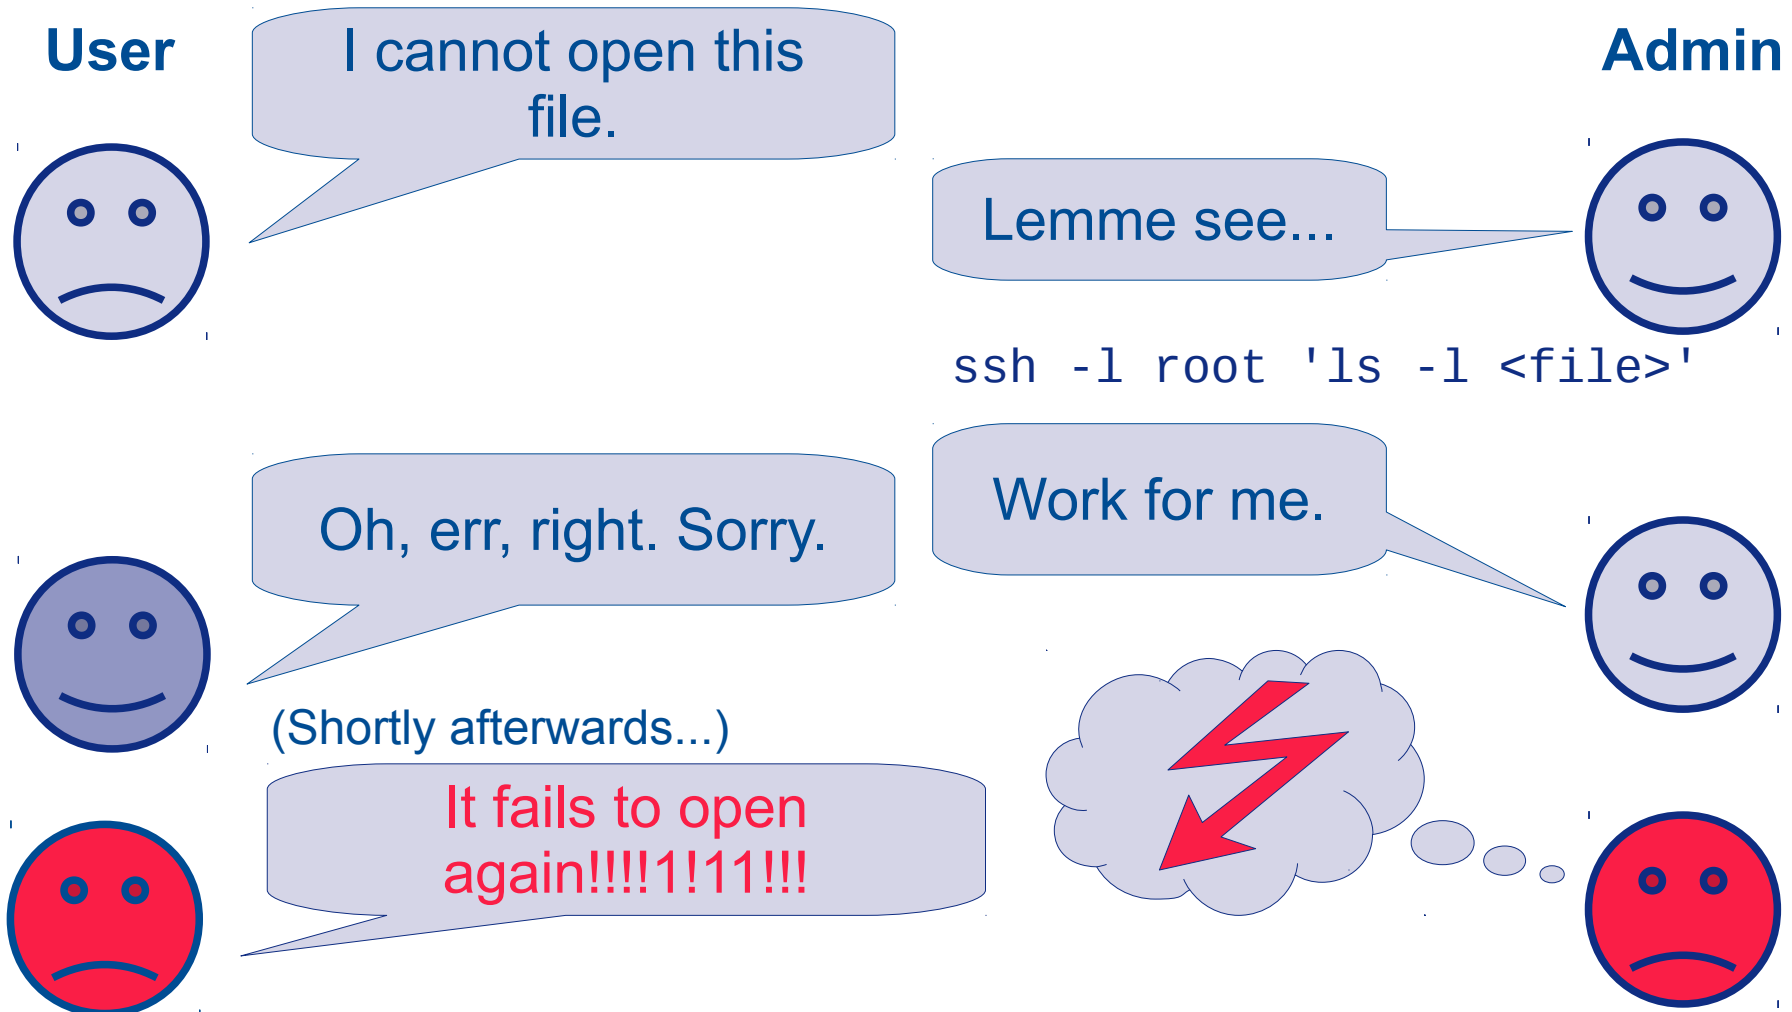 User
I cannot open this
file.
Admin
Lemme see...
ssh -l root 'ls -l <file>'
Work for me.
Oh, err, right. Sorry.
(Shortly afterwards...)
It fails to open
again!!!!1!11!!!